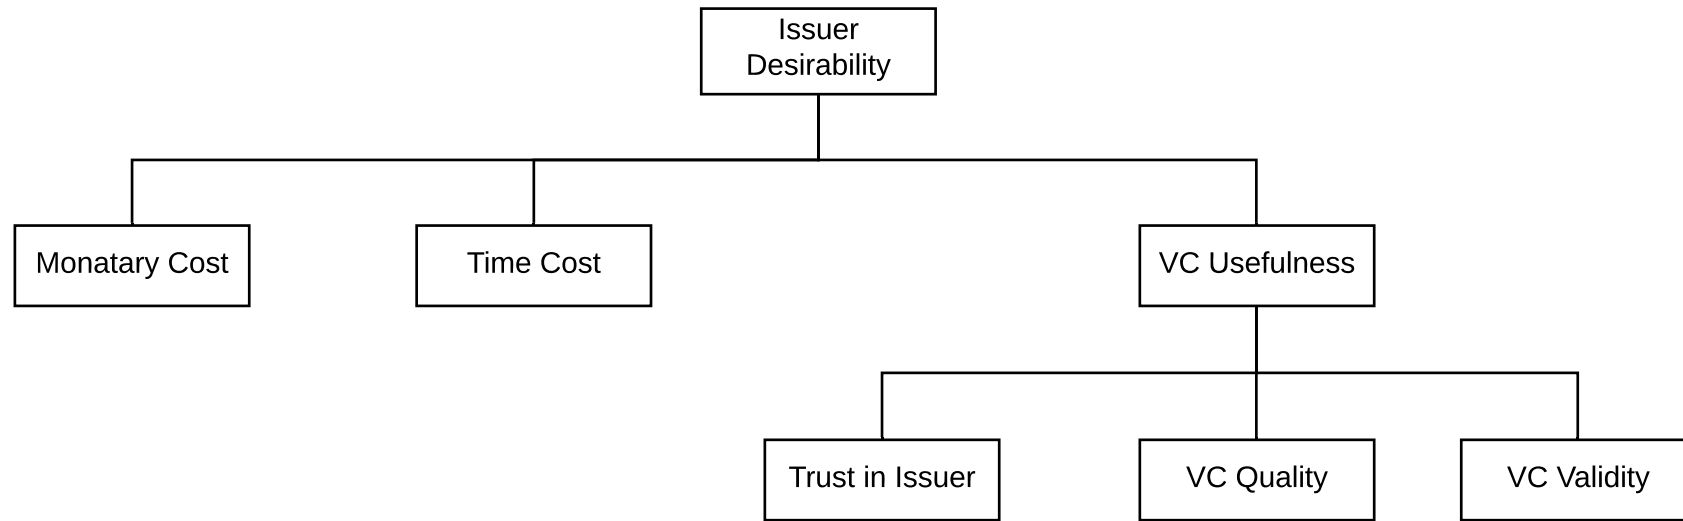 Issuer
Desirability
Monatary Cost
Time Cost
VC Usefulness
Trust in Issuer
VC Quality
VC Validity